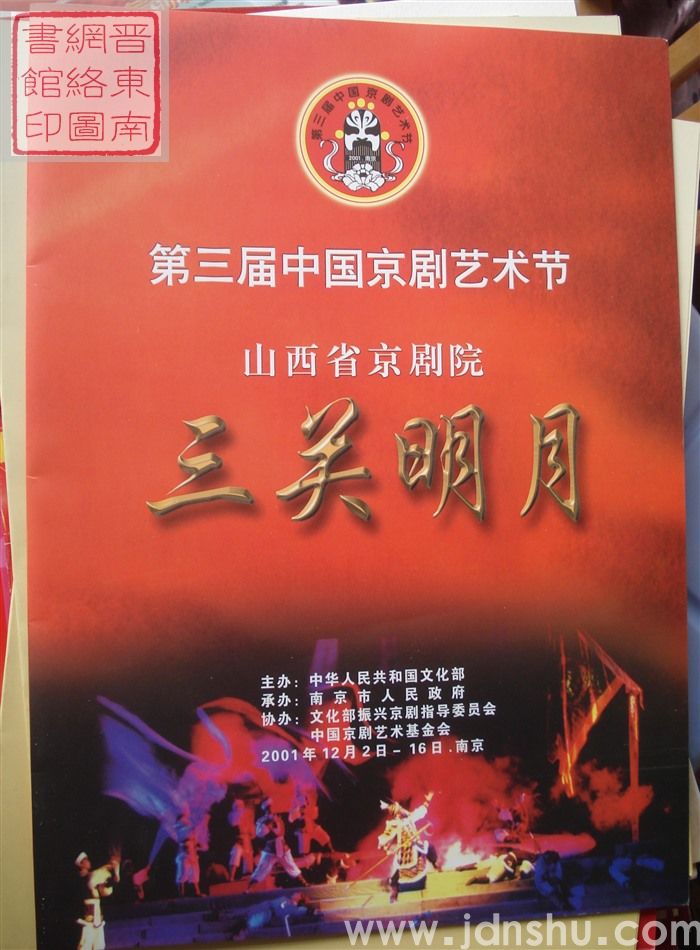 晋東南
網絡圖
書館印
第三届中国京剧艺术节
2001.南京
第三届中国京剧艺术节
山西省京剧院
三关明月
主办：中华人民共和国文化部
承办：南京市人民政府
协办：文化部振兴京剧指导委员会
中国京剧艺术基金会
2001年12月2日-16日.南京
www.jdnshu.com